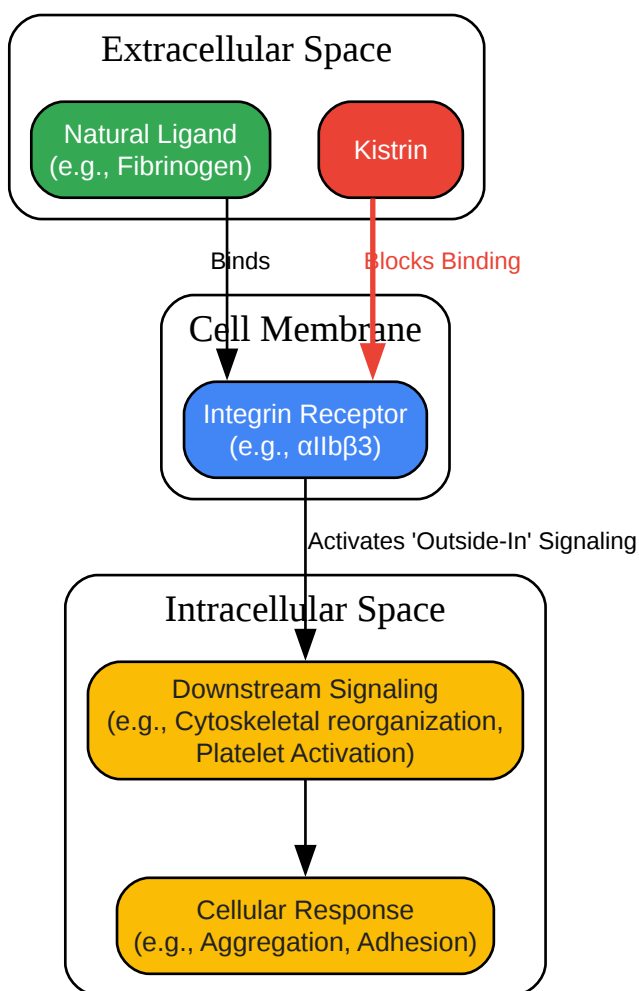 Extracellular Space
Natural Ligand
(e.g., Fibrinogen)
Kistrin
Binds
Blocks Binding
Cell Membrane
Integrin Receptor
(e.g., αIIbβ3)
Activates 'Outside-In' Signaling
Intracellular Space
Downstream Signaling
(e.g., Cytoskeletal reorganization,
Platelet Activation)
Cellular Response
(e.g., Aggregation, Adhesion)